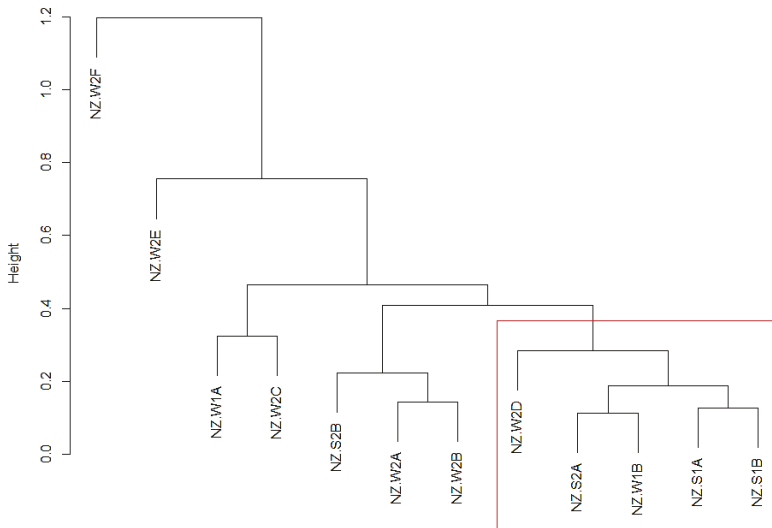 1.2
1.0
0.8
0.6
0.4
0.2
0.0
Height
NZ.W2F
NZ.W2E
NZ.W1A
NZ.W2C
NZ.S2B
NZ.W2A
NZ.W2B
NZ.W2D
NZ.S2A
NZ.W1B
NZ.S1A
NZ.S1B